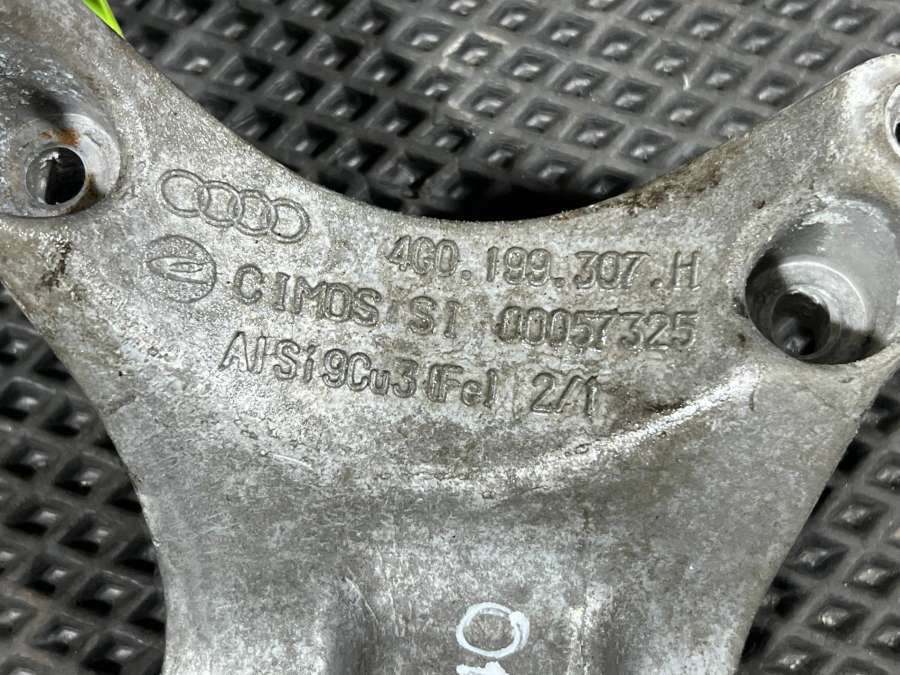 4G0.199.307.H
CIMOS SI 00057325
AlSi9Cu3(Fe) 2/1